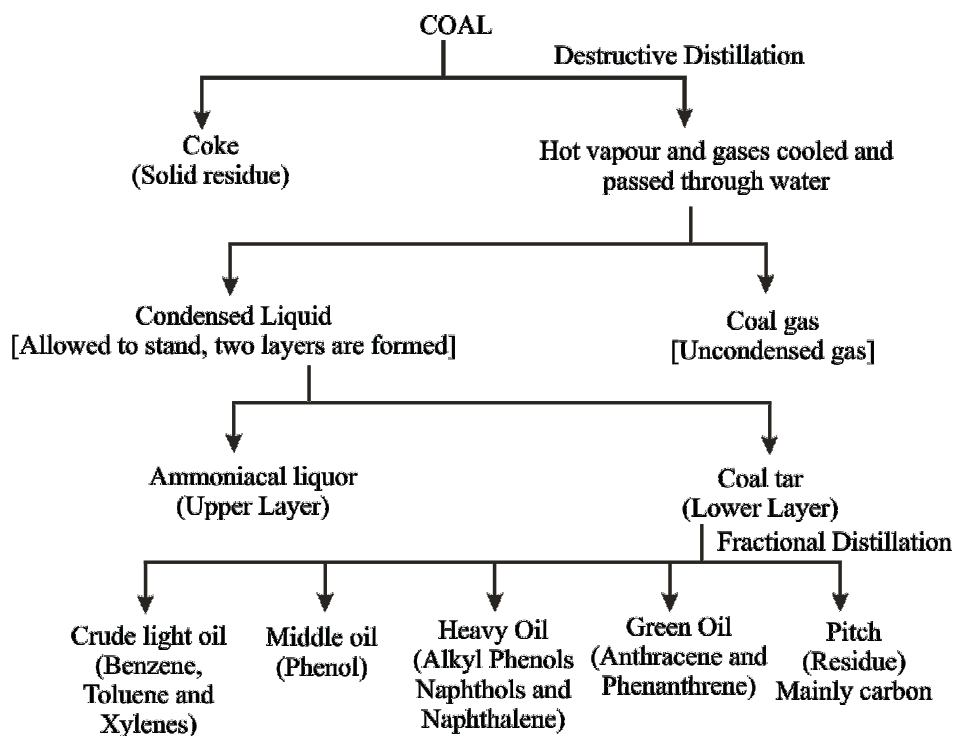 COAL
Destructive Distillation
Coke
(Solid residue)
Hot vapour and gases cooled and
passed through water
Condensed Liquid
[Allowed to stand, two layers are formed]
Coal gas
[Uncondensed gas]
Ammoniacal liquor
(Upper Layer)
Coal tar
(Lower Layer)
Fractional Distillation
Crude light oil
(Benzene,
Toluene and
Xylenes)
Middle oil
(Phenol)
Heavy Oil
(Alkyl Phenols
Naphthols and
Naphthalene)
Green Oil
(Anthracene and
Phenanthrene)
Pitch
(Residue)
Mainly carbon